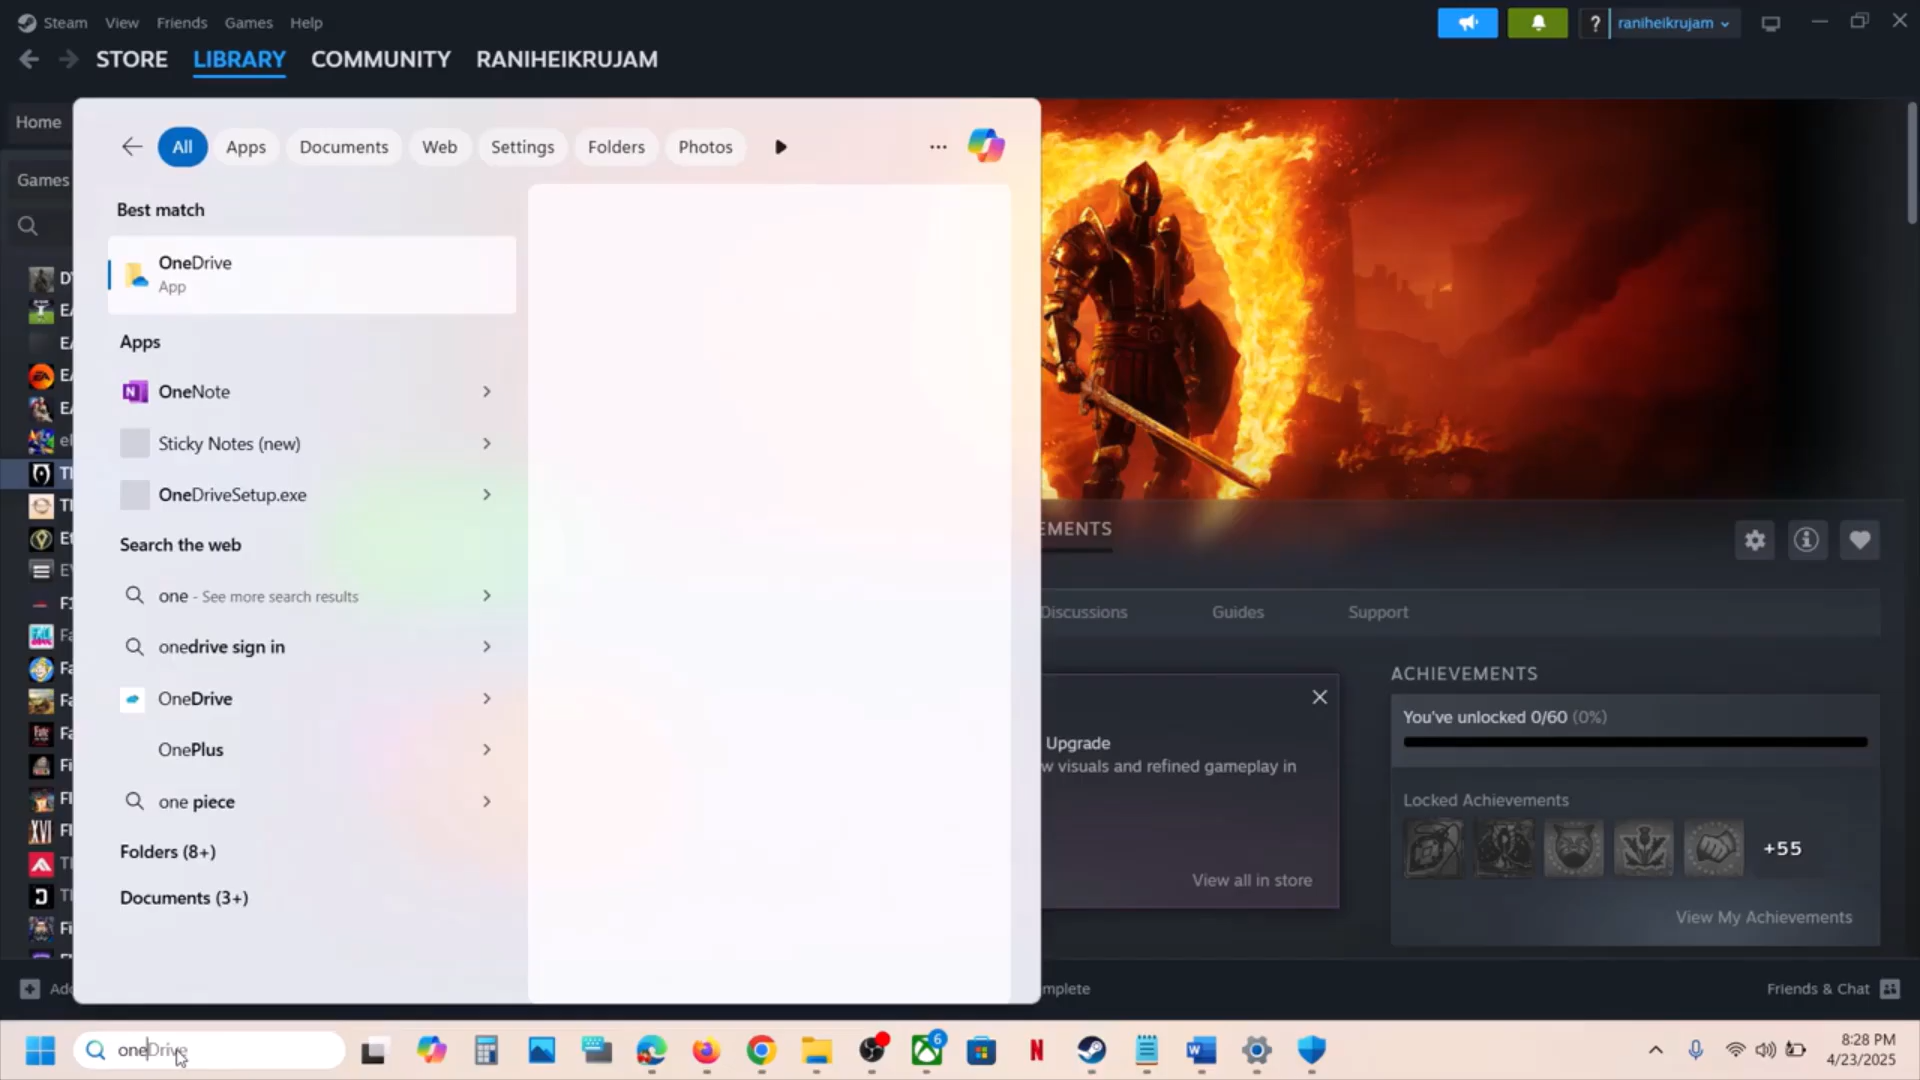 Steam View Friends Games Help
? raniheikrujam
STORE LIBRARY COMMUNITY RANIHEIKRUJAM
Home
Games
All Apps Documents Web Settings Folders Photos
Best match
OneDrive
App
Apps
OneNote
Sticky Notes (new)
OneDriveSetup.exe
Search the web
one - See more search results
onedrive sign in
OneDrive
OnePlus
one piece
Folders (8+)
Documents (3+)
EMENTS
Discussions Guides Support
Upgrade
w visuals and refined gameplay in
View all in store
ACHIEVEMENTS
You've unlocked 0/60 (0%)
Locked Achievements
+55
View My Achievements
mplete
Friends & Chat
oneDrive
6
8:28 PM
4/23/2025